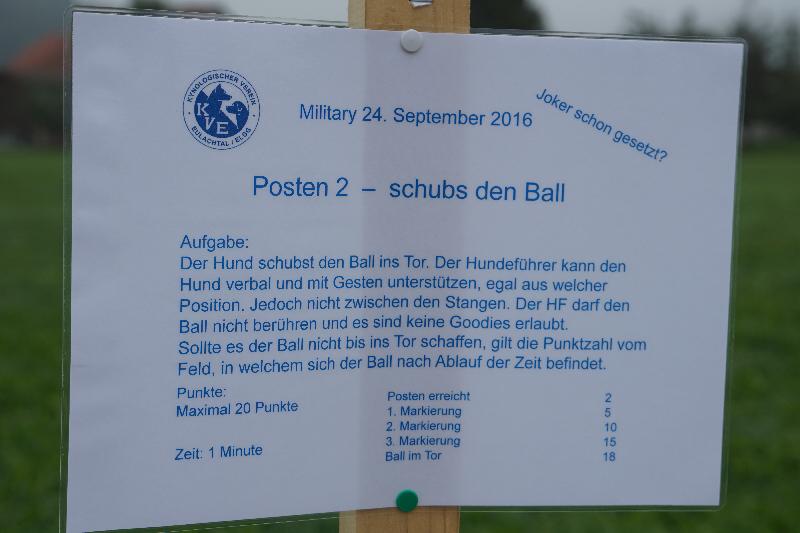 KYNOLOGISCHER VEREIN
KVE
EULACHTAL / ELGG
Military 24. September 2016
Joker schon gesetzt?
Posten 2 – schubs den Ball
Aufgabe:
Der Hund schubst den Ball ins Tor. Der Hundeführer kann den
Hund verbal und mit Gesten unterstützen, egal aus welcher
Position. Jedoch nicht zwischen den Stangen. Der HF darf den
Ball nicht berühren und es sind keine Goodies erlaubt.
Sollte es der Ball nicht bis ins Tor schaffen, gilt die Punktzahl vom
Feld, in welchem sich der Ball nach Ablauf der Zeit befindet.
Punkte:
Maximal 20 Punkte
Zeit: 1 Minute
Posten erreicht 2
1. Markierung 5
2. Markierung 10
3. Markierung 15
Ball im Tor 18